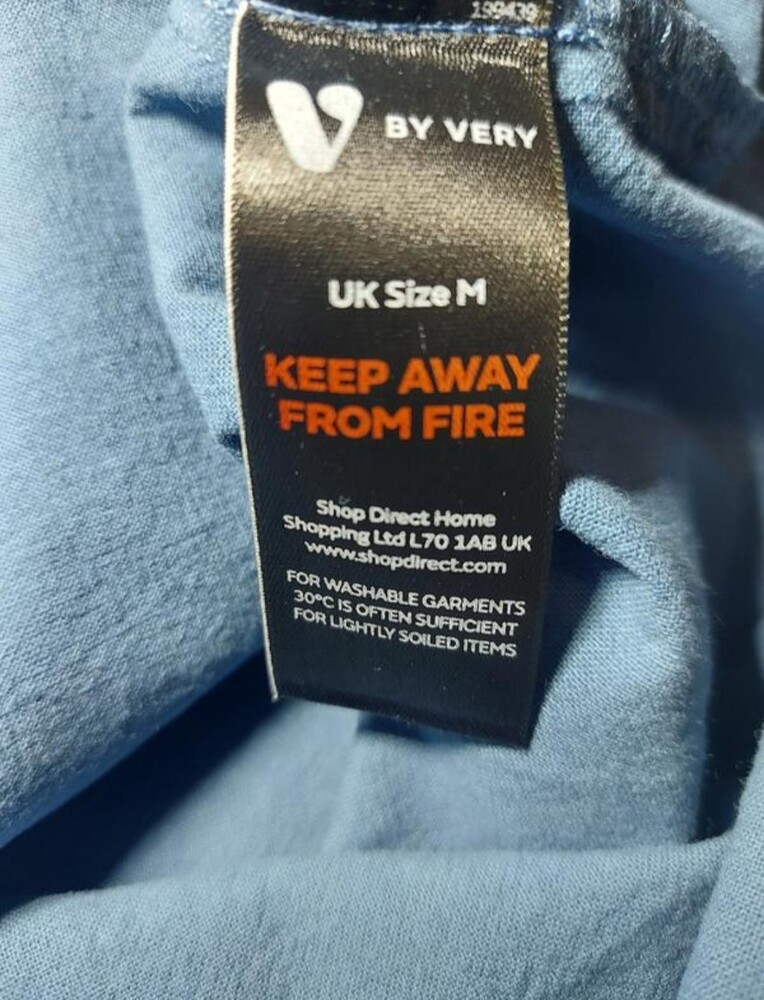 199439
V BY VERY
UK Size M
KEEP AWAY
FROM FIRE
Shop Direct Home
Shopping Ltd L70 1AB UK
www.shopdirect.com
FOR WASHABLE GARMENTS
30°C IS OFTEN SUFFICIENT
FOR LIGHTLY SOILED ITEMS